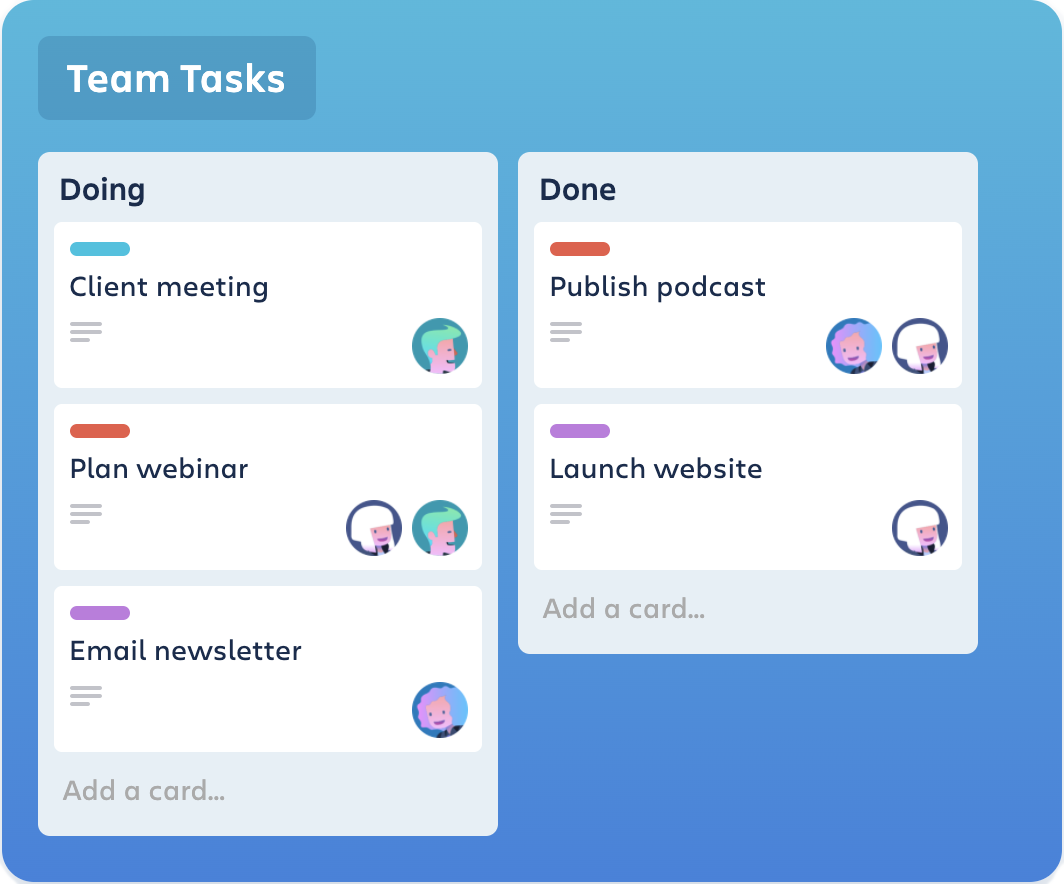 Team Tasks
Doing
Client meeting
Plan webinar
Email newsletter
Add a card...
Done
Publish podcast
Launch website
Add a card...